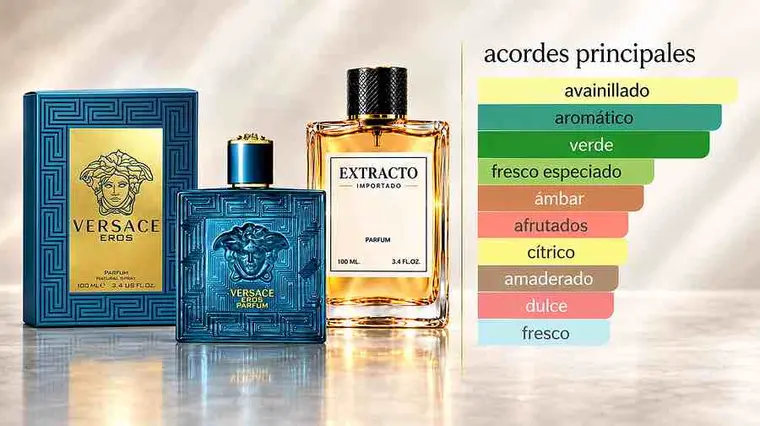 VERSACE
EROS
PARFUM
NATURAL SPRAY
100 ML℮ 3.4 US FL.OZ.
VERSACE
EROS
PARFUM
EXTRACTO
IMPORTADO
PARFUM
100 ML. 3.4 FL.OZ.
acordes principales
avainillado
aromático
verde
fresco especiado
ámbar
afrutados
cítrico
amaderado
dulce
fresco